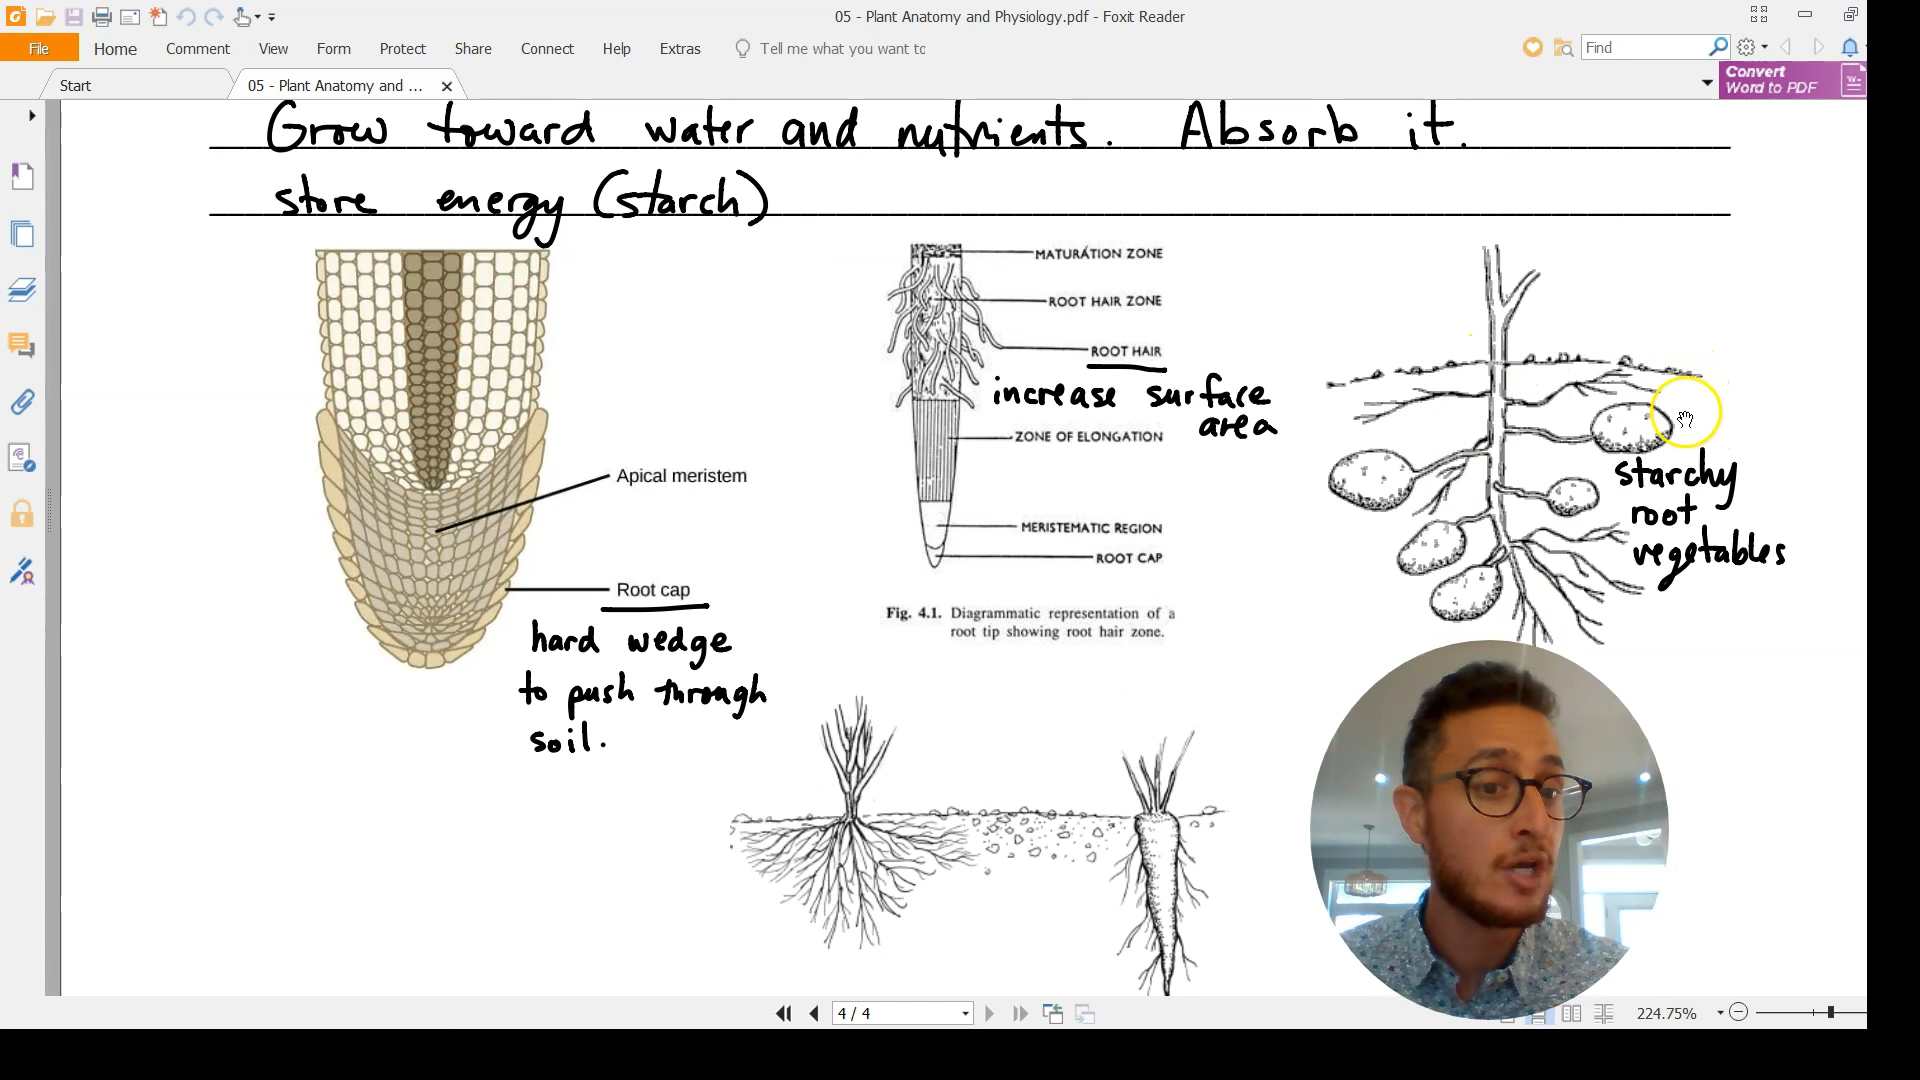 05 - Plant Anatomy and Physiology.pdf - Foxit Reader
File Home Comment View Form Protect Share Connect Help Extras Tell me what you want to Find
Start 05 - Plant Anatomy and ... Convert
Word to PDF
Grow toward water and nutrients. Absorb it.
store energy (starch)
MATURATION ZONE
ROOT HAIR ZONE
ROOT HAIR
increase surface
area
ZONE OF ELONGATION
MERISTEMATIC REGION
ROOT CAP
Fig. 4.1. Diagrammatic representation of a
root tip showing root hair zone.
Apical meristem
Root cap
hard wedge
to push through
soil.
starchy
root
vegetables
4 / 4
224.75%